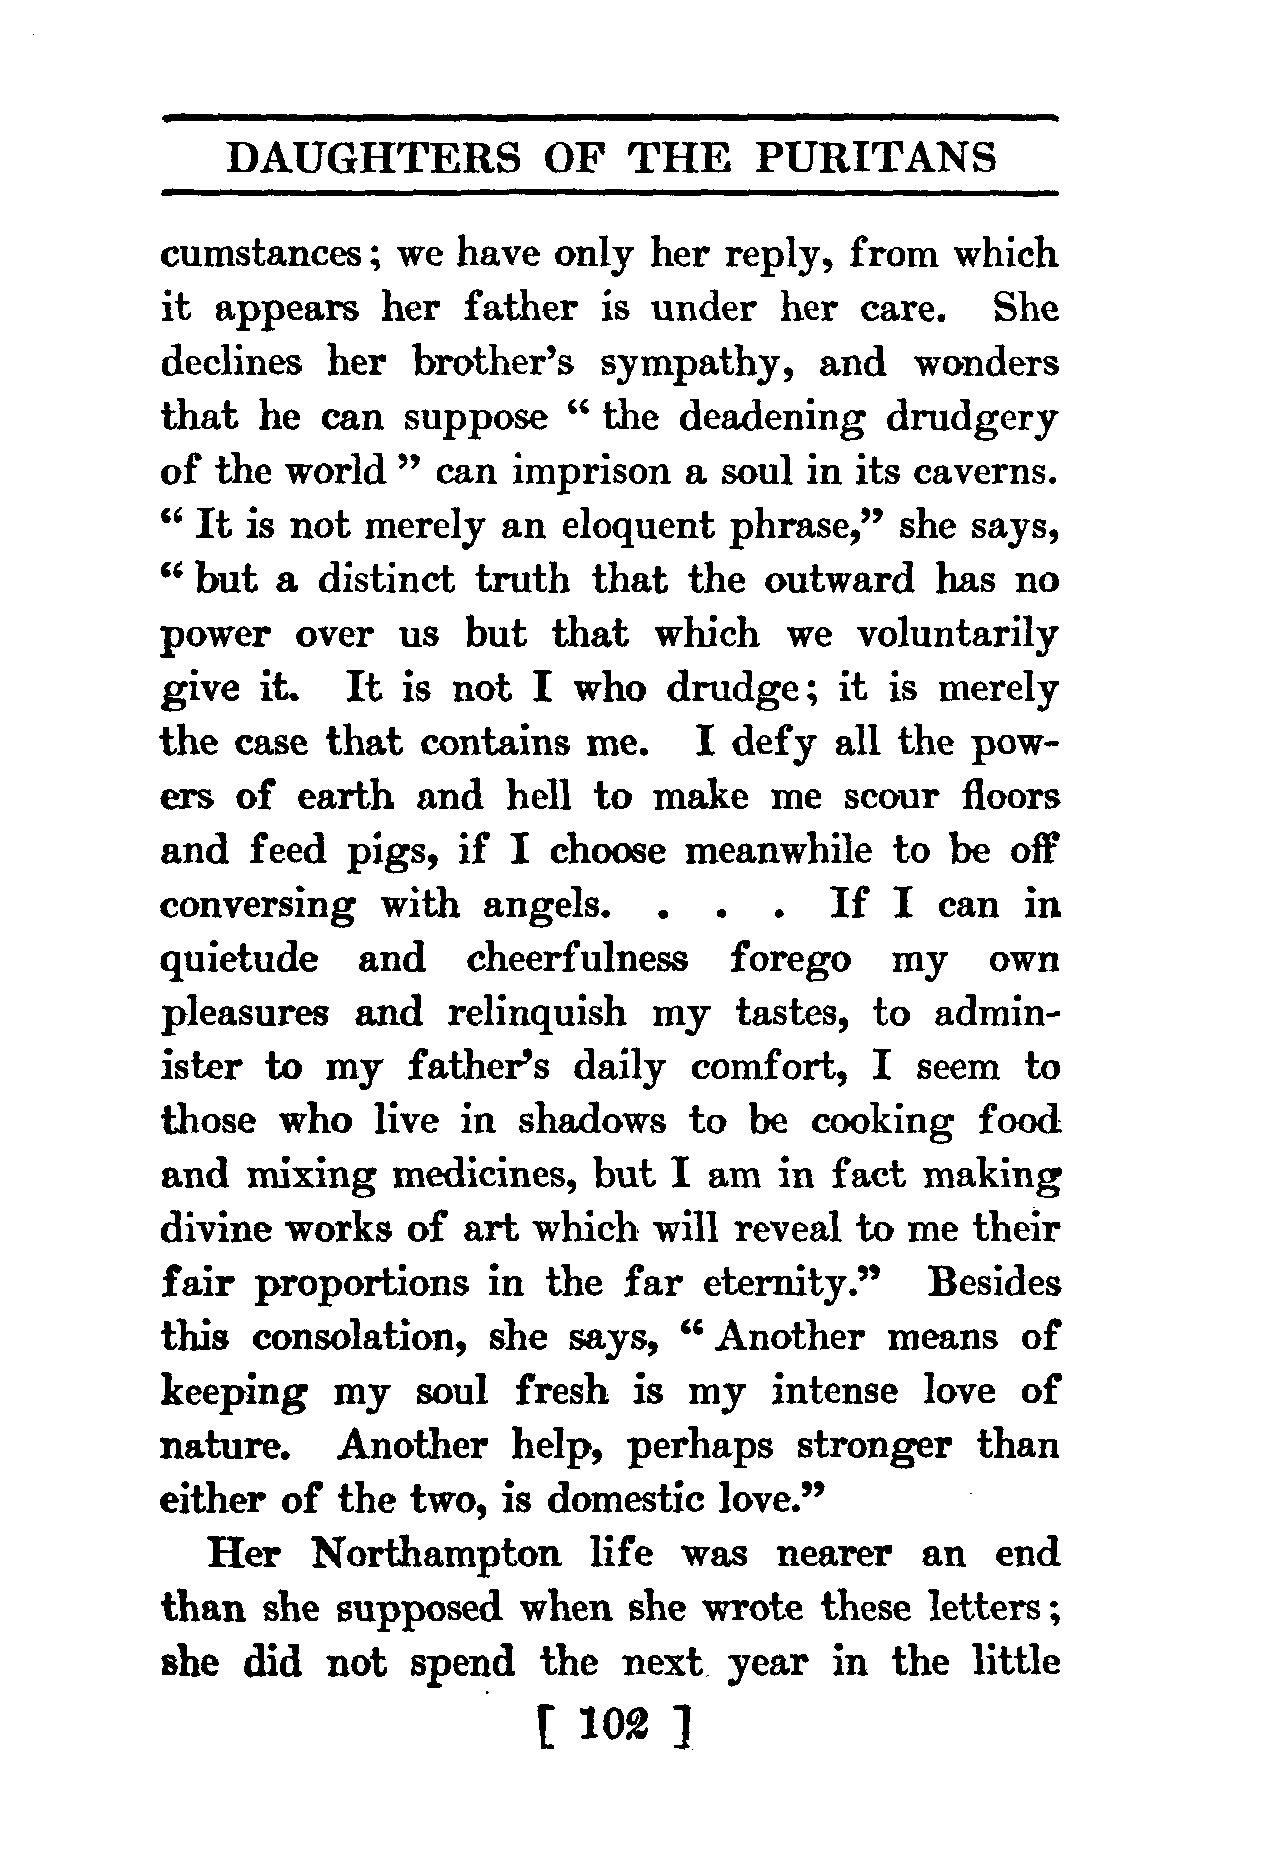 DAUGHTERS OF THE PURITANS
cumstances; we have only her reply, from which
it appears her father is under her care. She
declines her brother's sympathy, and wonders
that he can suppose “ the deadening drudgery
of the world ” can imprison a soul in its caverns.
“ It is not merely an eloquent phrase,” she says,
“ but a distinct truth that the outward has no
power over us but that which we voluntarily
give it. It is not I who drudge; it is merely
the case that contains me. I defy all the pow-
ers of earth and hell to make me scour floors
and feed pigs, if I choose meanwhile to be off
conversing with angels. . . . If I can in
quietude and cheerfulness forego my own
pleasures and relinquish my tastes, to admin-
ister to my father's daily comfort, I seem to
those who live in shadows to be cooking food
and mixing medicines, but I am in fact making
divine works of art which will reveal to me their
fair proportions in the far eternity.” Besides
this consolation, she says, “ Another means of
keeping my soul fresh is my intense love of
nature. Another help, perhaps stronger than
either of the two, is domestic love.”
Her Northampton life was nearer an end
than she supposed when she wrote these letters;
she did not spend the next year in the little
[ 102 ]